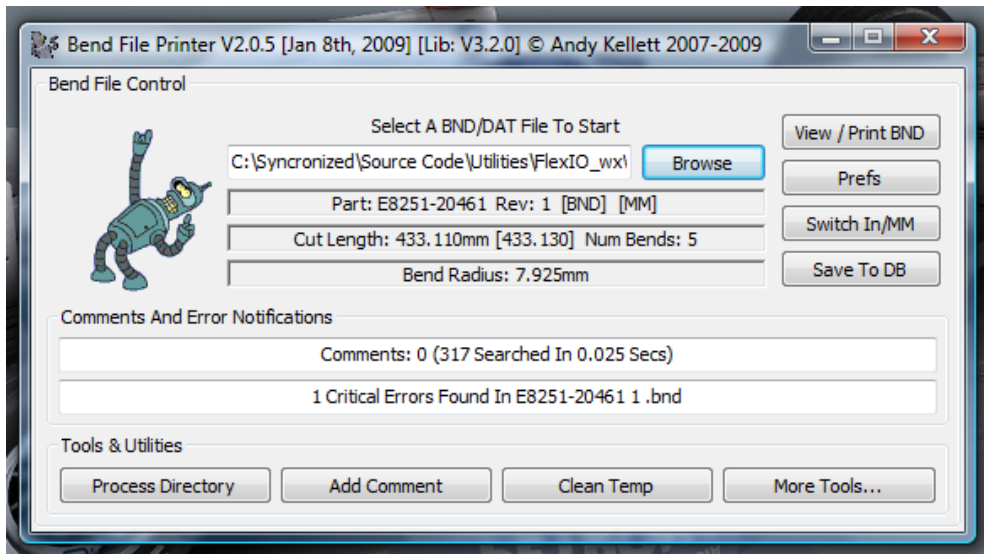 Bend File Printer V2.0.5 [Jan 8th, 2009] [Lib: V3.2.0] © Andy Kellett 2007-2009
Bend File Control
Select A BND/DAT File To Start
View / Print BND
C:\Syncronized\Source Code\Utilities\FlexIO_wx\
Browse
Prefs
Part: E8251-20461 Rev: 1 [BND] [MM]
Switch In/MM
Cut Length: 433.110mm [433.130] Num Bends: 5
Save To DB
Bend Radius: 7.925mm
Comments And Error Notifications
Comments: 0 (317 Searched In 0.025 Secs)
1 Critical Errors Found In E8251-20461 1 .bnd
Tools & Utilities
Process Directory
Add Comment
Clean Temp
More Tools...